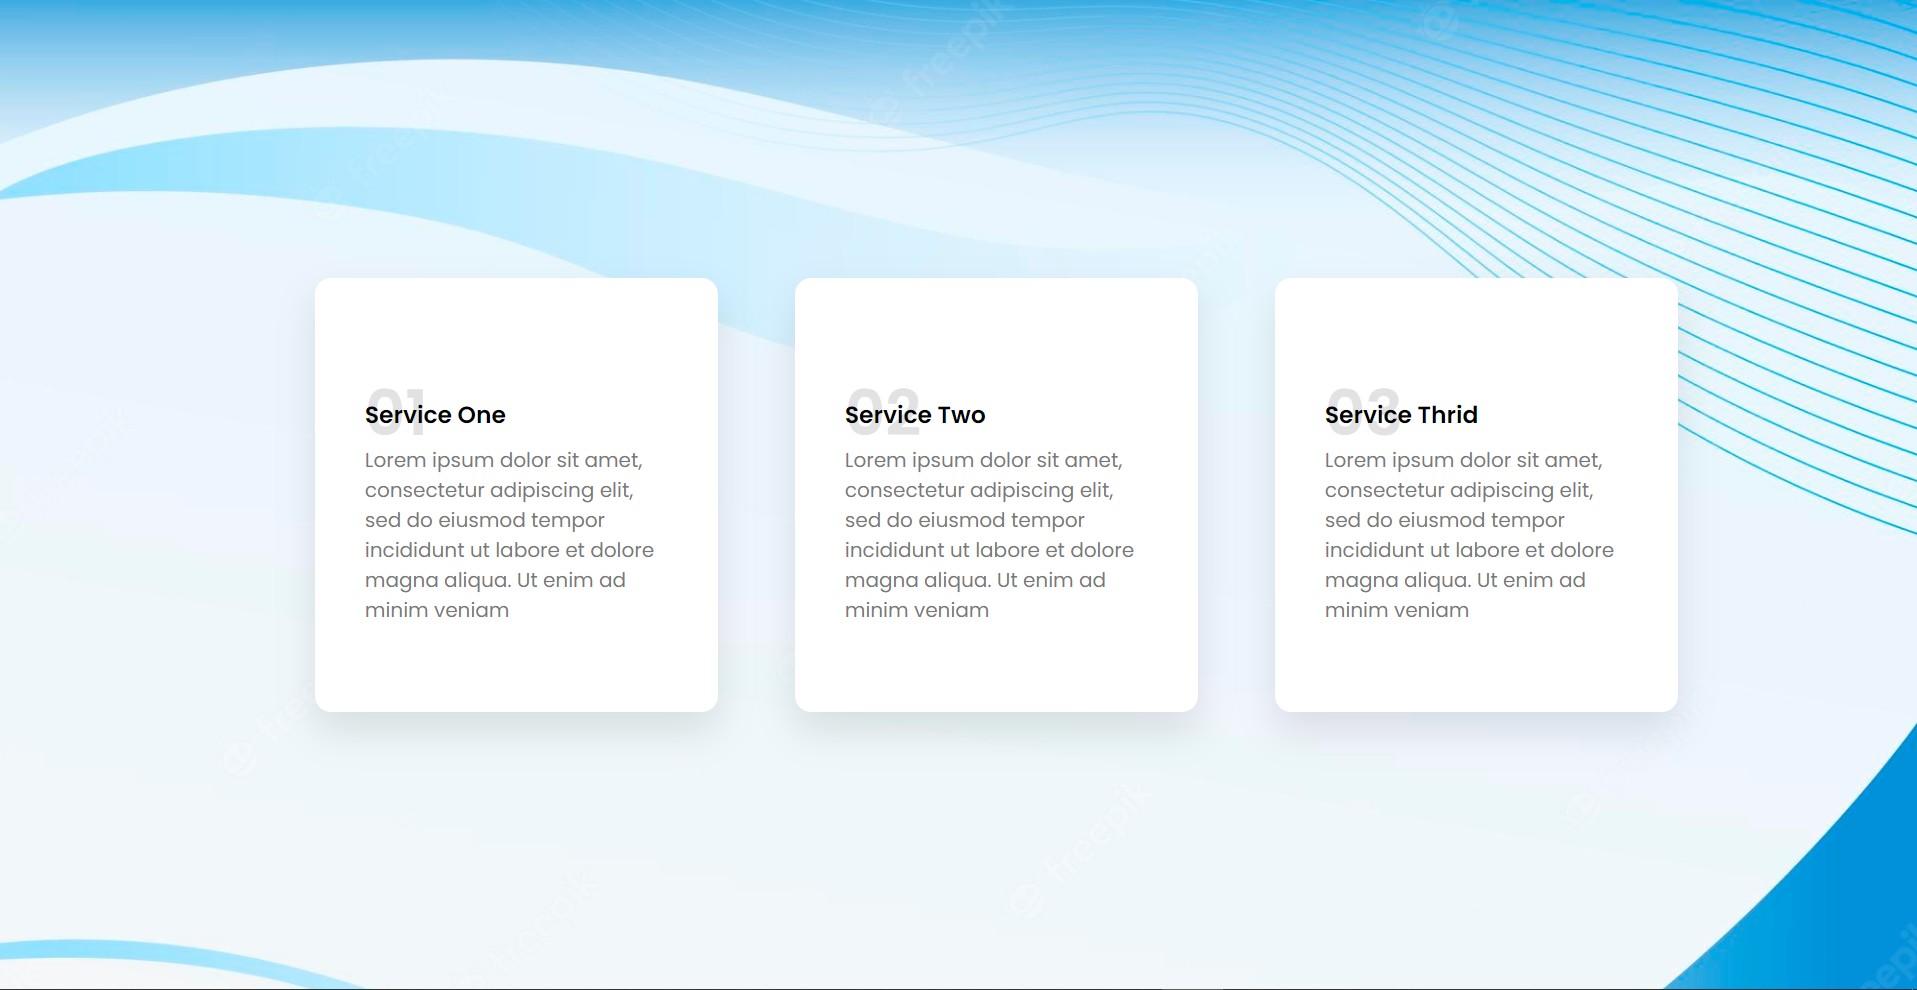 01
Service One
Lorem ipsum dolor sit amet,
consectetur adipiscing elit,
sed do eiusmod tempor
incididunt ut labore et dolore
magna aliqua. Ut enim ad
minim veniam
02
Service Two
Lorem ipsum dolor sit amet,
consectetur adipiscing elit,
sed do eiusmod tempor
incididunt ut labore et dolore
magna aliqua. Ut enim ad
minim veniam
03
Service Thrid
Lorem ipsum dolor sit amet,
consectetur adipiscing elit,
sed do eiusmod tempor
incididunt ut labore et dolore
magna aliqua. Ut enim ad
minim veniam
freepik
freepik
freepik
freepik